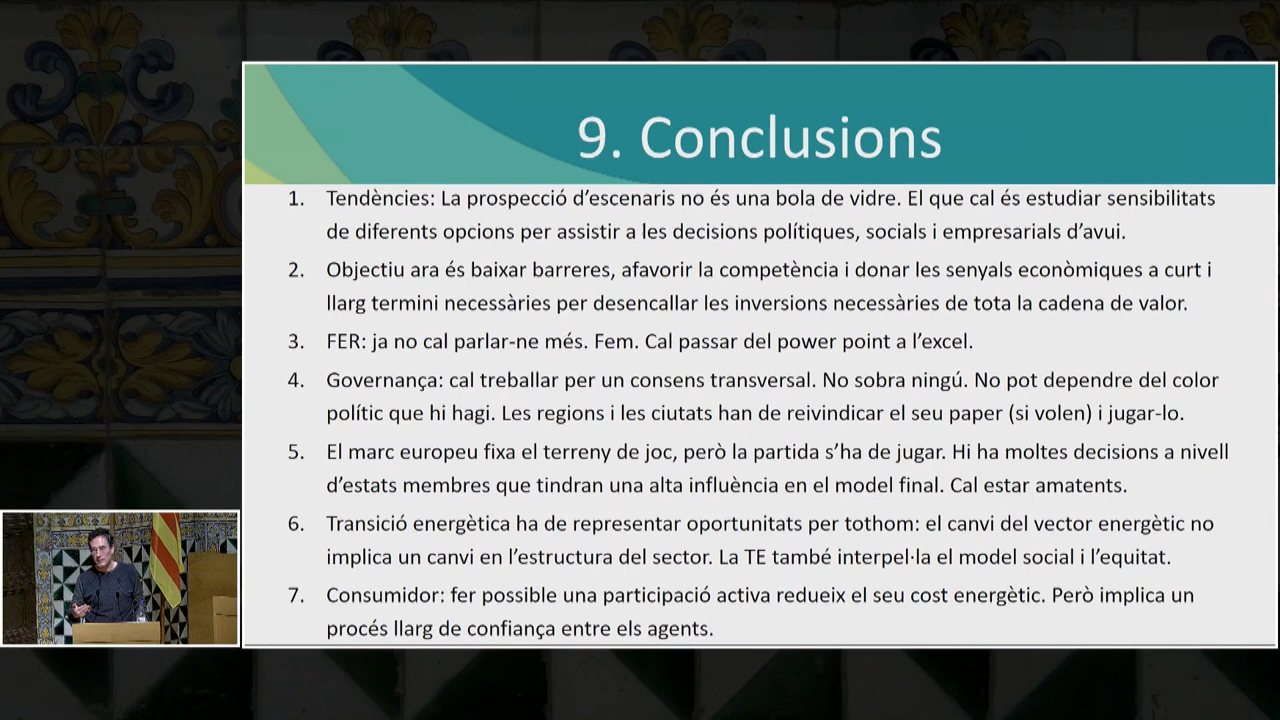 9. Conclusions
1. Tendències: La prospecció d’escenaris no és una bola de vidre. El que cal és estudiar sensibilitats
de diferents opcions per assistir a les decisions polítiques, socials i empresarials d’avui.
2. Objectiu ara és baixar barreres, afavorir la competència i donar les senyals econòmiques a curt i
llarg termini necessàries per desencallar les inversions necessàries de tota la cadena de valor.
3. FER: ja no cal parlar-ne més. Fem. Cal passar del power point a l’excel.
4. Governança: cal treballar per un consens transversal. No sobra ningú. No pot dependre del color
polític que hi hagi. Les regions i les ciutats han de reivindicar el seu paper (si volen) i jugar-lo.
5. El marc europeu fixa el terreny de joc, però la partida s’ha de jugar. Hi ha moltes decisions a nivell
d’estats membres que tindran una alta influència en el model final. Cal estar amatents.
6. Transició energètica ha de representar oportunitats per tothom: el canvi del vector energètic no
implica un canvi en l’estructura del sector. La TE també interpel·la el model social i l’equitat.
7. Consumidor: fer possible una participació activa redueix el seu cost energètic. Però implica un
procés llarg de confiança entre els agents.